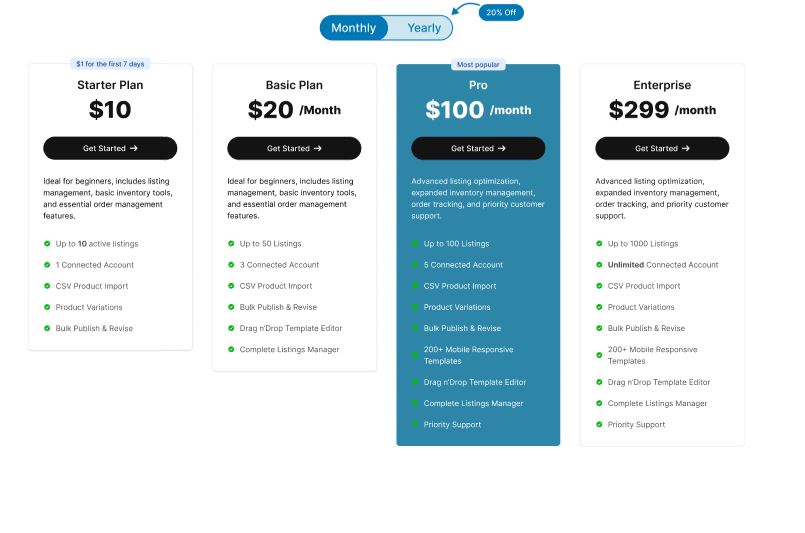 20% Off
Monthly
Yearly
$1 for the first 7 days
Starter Plan
$10
Get Started →
Ideal for beginners, includes listing
management, basic inventory tools,
and essential order management
features.
Up to 10 active listings
1 Connected Account
CSV Product Import
Product Variations
Bulk Publish & Revise
Basic Plan
$20 /Month
Get Started →
Ideal for beginners, includes listing
management, basic inventory tools,
and essential order management
features.
Up to 50 Listings
3 Connected Account
CSV Product Import
Bulk Publish & Revise
Drag n'Drop Template Editor
Complete Listings Manager
Most popular
Pro
$100 /month
Get Started →
Advanced listing optimization,
expanded inventory management,
order tracking, and priority customer
support.
Up to 100 Listings
5 Connected Account
CSV Product Import
Product Variations
Bulk Publish & Revise
200+ Mobile Responsive
Templates
Drag n'Drop Template Editor
Complete Listings Manager
Priority Support
Enterprise
$299 /month
Get Started →
Advanced listing optimization,
expanded inventory management,
order tracking, and priority customer
support.
Up to 1000 Listings
Unlimited Connected Account
CSV Product Import
Product Variations
Bulk Publish & Revise
200+ Mobile Responsive
Templates
Drag n'Drop Template Editor
Complete Listings Manager
Priority Support